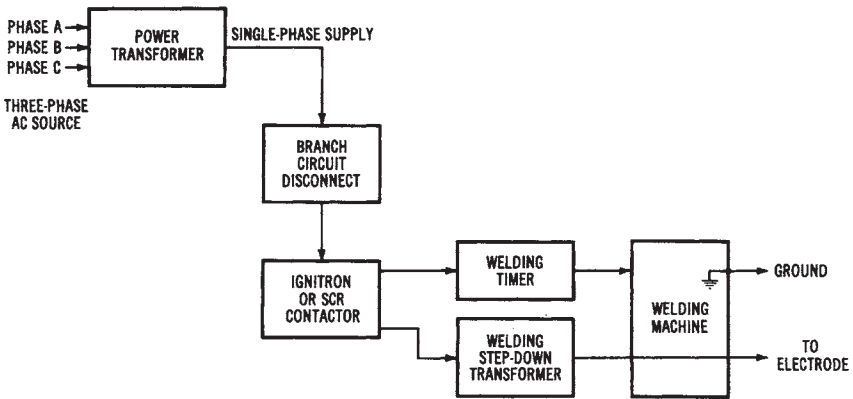 PHASE A
PHASE B
PHASE C
THREE-PHASE
AC SOURCE
POWER
TRANSFORMER
SINGLE-PHASE SUPPLY
BRANCH
CIRCUIT
DISCONNECT
IGNITRON
OR SCR
CONTACTOR
WELDING
TIMER
WELDING
STEP-DOWN
TRANSFORMER
WELDING
MACHINE
GROUND
TO
ELECTRODE